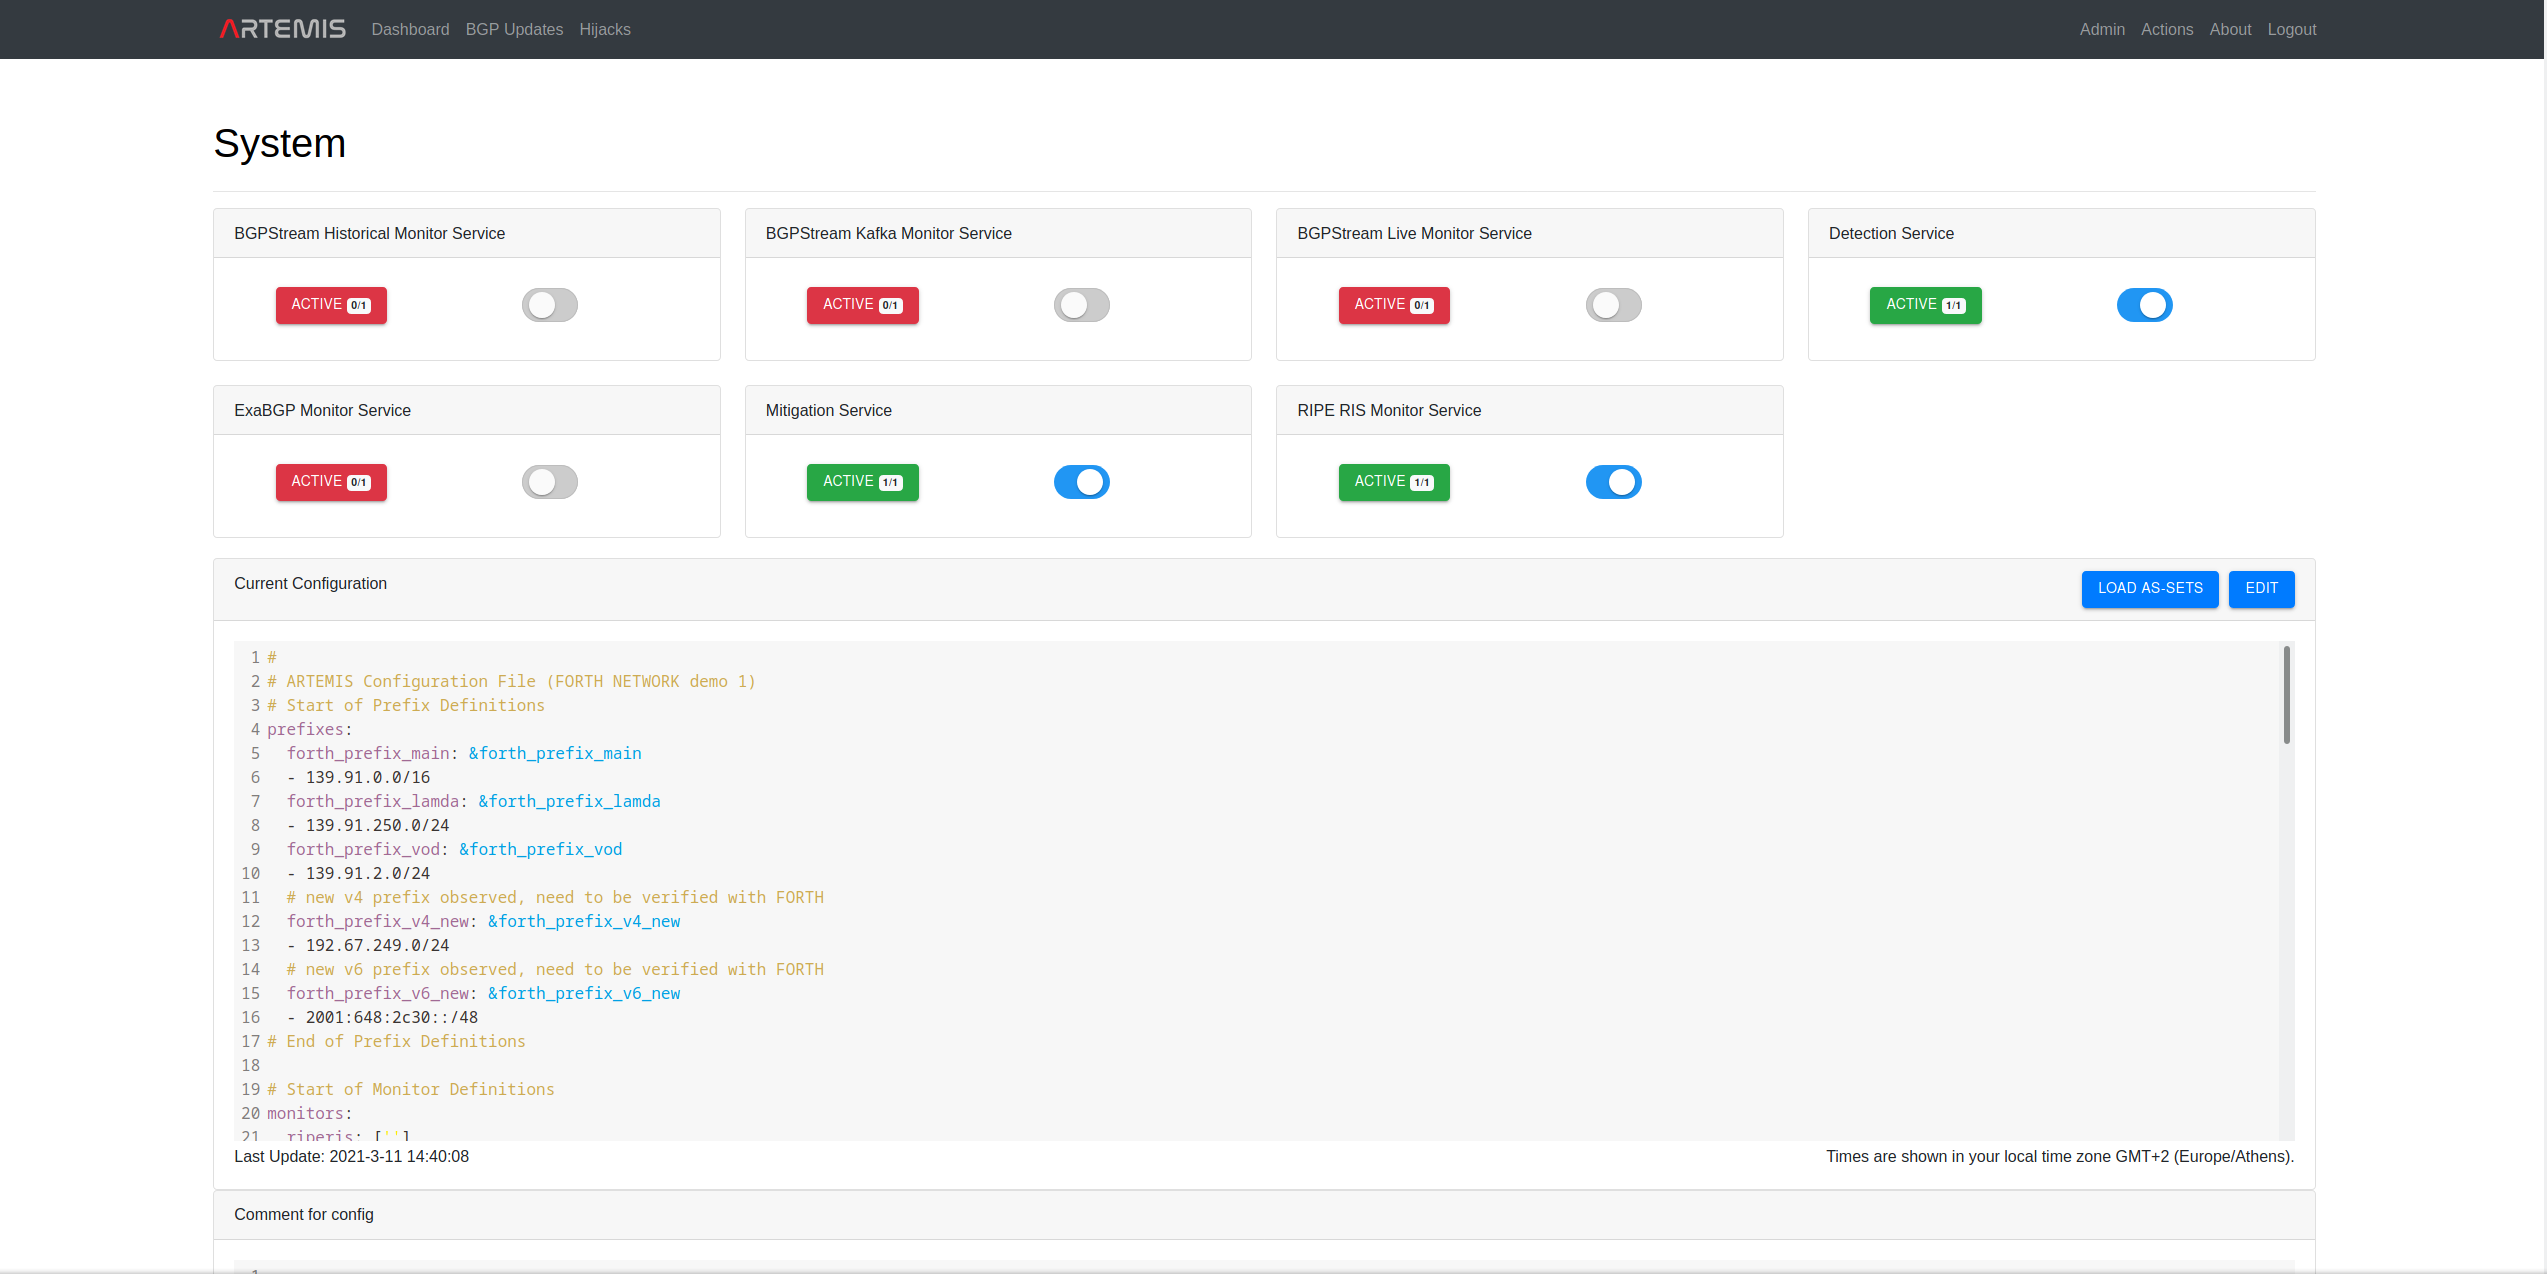 ARTEMIS Dashboard BGP Updates Hijacks Admin Actions About Logout
System
BGPStream Historical Monitor Service
ACTIVE 0/1
BGPStream Kafka Monitor Service
ACTIVE 0/1
BGPStream Live Monitor Service
ACTIVE 0/1
Detection Service
ACTIVE 1/1
ExaBGP Monitor Service
ACTIVE 0/1
Mitigation Service
ACTIVE 1/1
RIPE RIS Monitor Service
ACTIVE 1/1
Current Configuration LOAD AS-SETS EDIT
1 #
2 # ARTEMIS Configuration File (FORTH NETWORK demo 1)
3 # Start of Prefix Definitions
4 prefixes:
5 forth_prefix_main: &forth_prefix_main
6 - 139.91.0.0/16
7 forth_prefix_lamda: &forth_prefix_lamda
8 - 139.91.250.0/24
9 forth_prefix_vod: &forth_prefix_vod
10 - 139.91.2.0/24
11 # new v4 prefix observed, need to be verified with FORTH
12 forth_prefix_v4_new: &forth_prefix_v4_new
13 - 192.67.249.0/24
14 # new v6 prefix observed, need to be verified with FORTH
15 forth_prefix_v6_new: &forth_prefix_v6_new
16 - 2001:648:2c30::/48
17 # End of Prefix Definitions
18
19 # Start of Monitor Definitions
20 monitors:
21 riperis: ['']
Last Update: 2021-3-11 14:40:08 Times are shown in your local time zone GMT+2 (Europe/Athens).
Comment for config
1